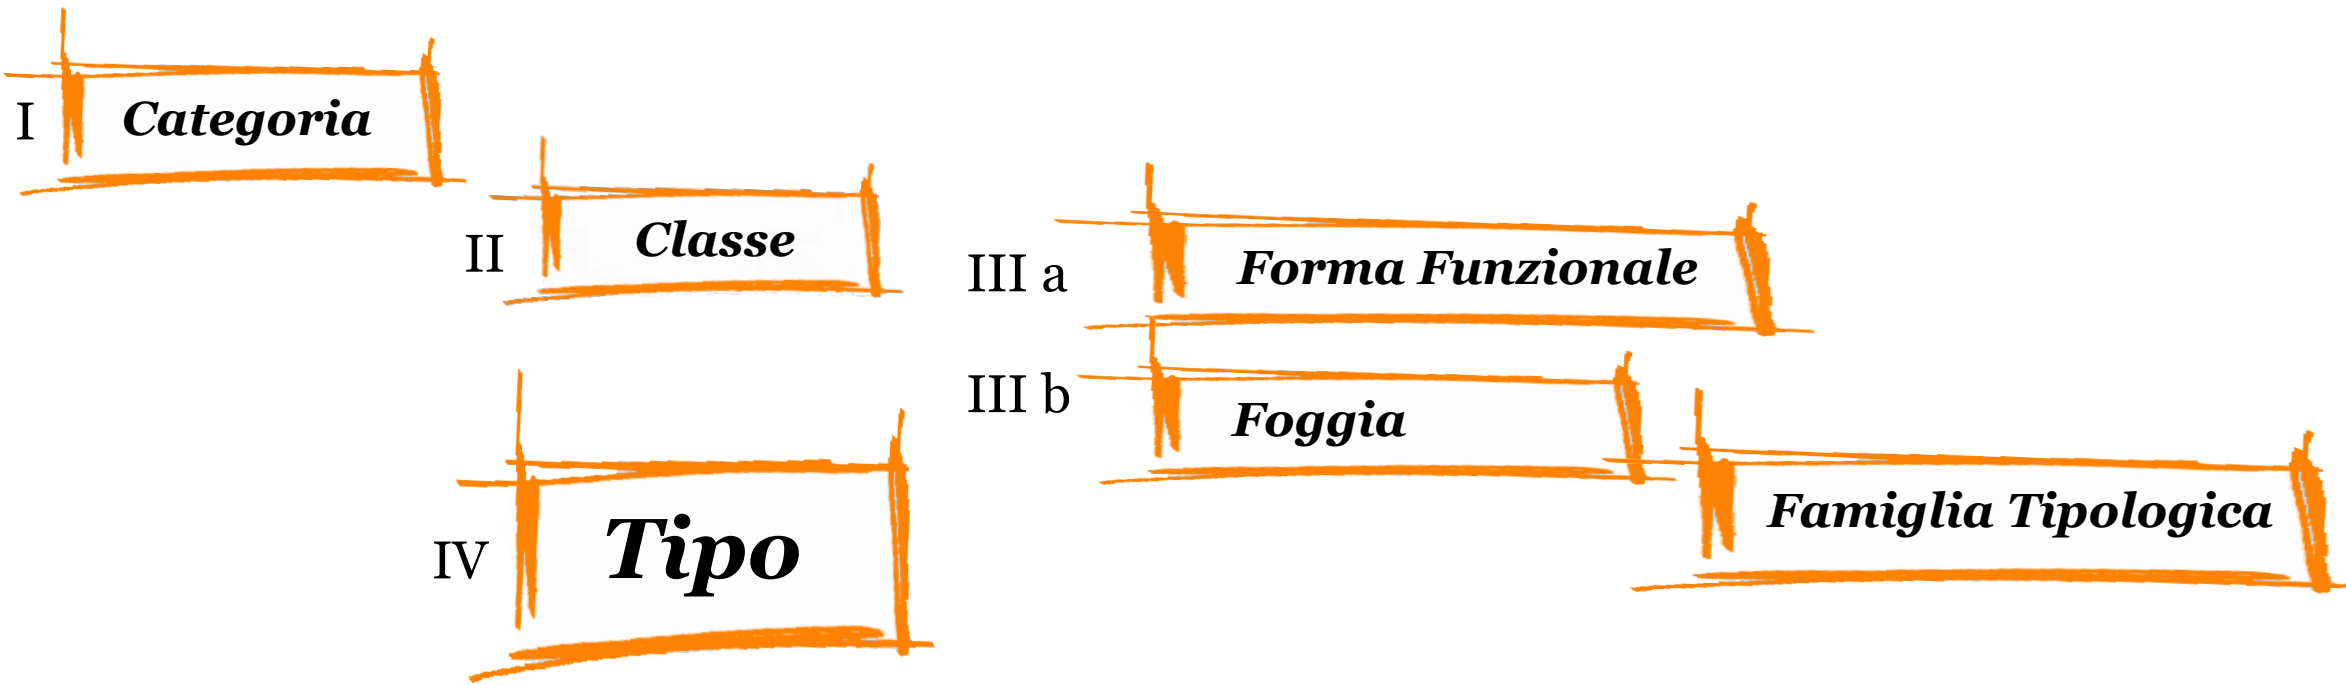 I Categoria
II Classe
III a Forma Funzionale
III b Foggia
Famiglia Tipologica
IV Tipo